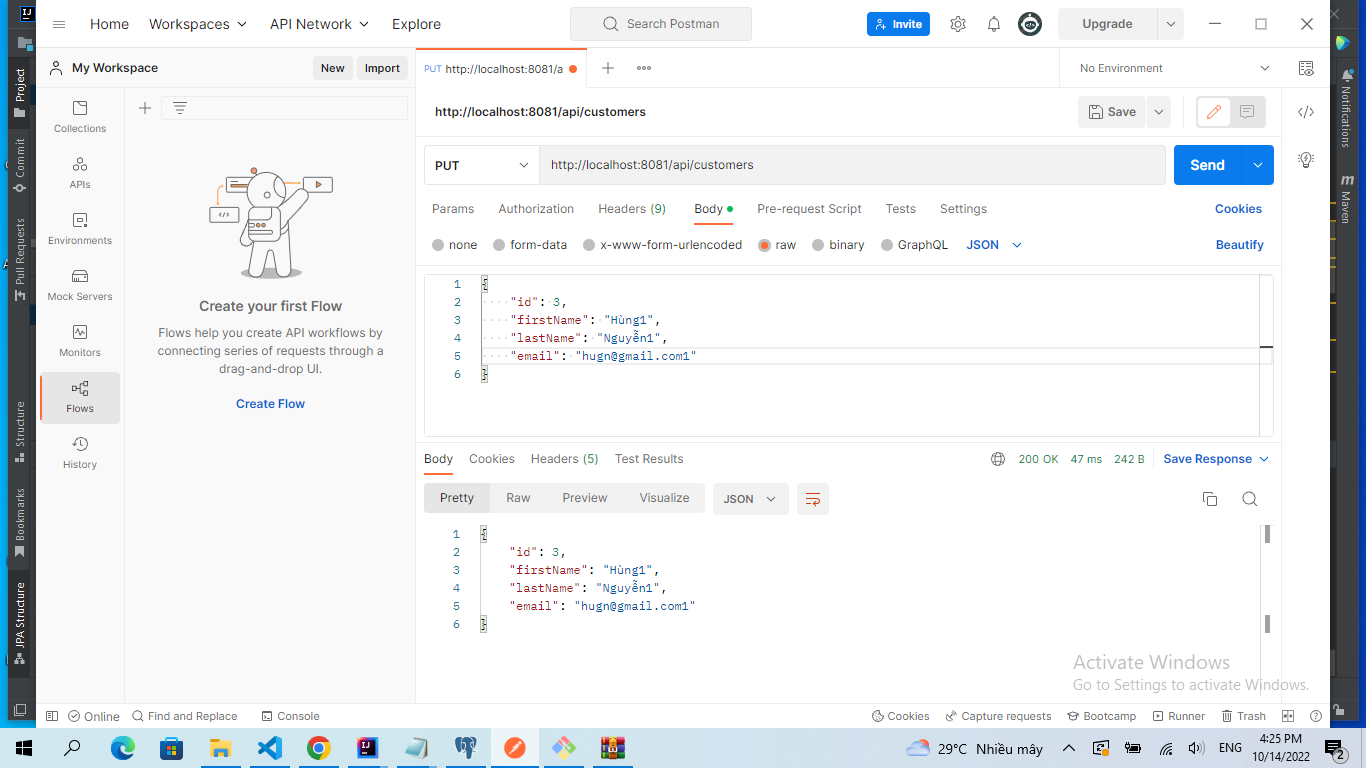 Home Workspaces API Network Explore Search Postman Invite Upgrade
My Workspace New Import PUT http://localhost:8081/a No Environment
Project
Commit
Pull Request
Structure
Bookmarks
JPA Structure
Collections
APIs
Environments
Mock Servers
Monitors
Flows
History
Create your first Flow
Flows help you create API workflows by
connecting series of requests through a
drag-and-drop UI.
Create Flow
http://localhost:8081/api/customers Save
PUT http://localhost:8081/api/customers Send
Params Authorization Headers (9) Body Pre-request Script Tests Settings Cookies
none form-data x-www-form-urlencoded raw binary GraphQL JSON Beautify
1 {
2 "id": 3,
3 "firstName": "Hùng1",
4 "lastName": "Nguyễn1",
5 "email": "hugn@gmail.com1"
6 }
Body Cookies Headers (5) Test Results 200 OK 47 ms 242 B Save Response
Pretty Raw Preview Visualize JSON
1 {
2 "id": 3,
3 "firstName": "Hùng1",
4 "lastName": "Nguyễn1",
5 "email": "hugn@gmail.com1"
6 }
Notifications
m
Maven
Activate Windows
Go to Settings to activate Windows.
Online Find and Replace Console Cookies Capture requests Bootcamp Runner Trash
29°C Nhiều mây ENG 4:25 PM
10/14/2022
2
IJ